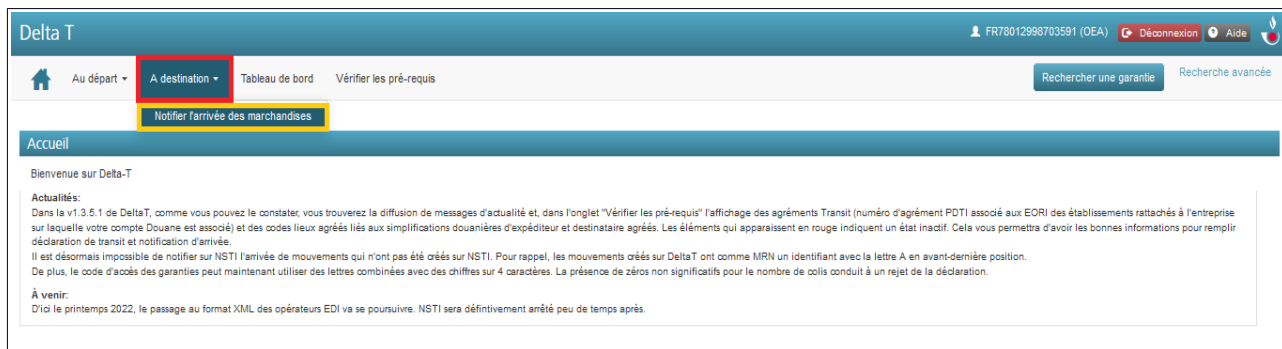 Delta T
FR78012998703591 (OEA) Déconnexion Aide
Au départ A destination Tableau de bord Vérifier les pré-requis Rechercher une garantie Recherche avancée
Notifier l'arrivée des marchandises
Accueil
Bienvenue sur Delta-T
Actualités:
Dans la v1.3.5.1 de DeltaT, comme vous pouvez le constater, vous trouverez la diffusion de messages d'actualité et, dans l'onglet "Vérifier les pré-requis" l'affichage des agréments Transit (numéro d'agrément PDTI associé aux EORI des établissements rattachés à l'entreprise
sur laquelle votre compte Douane est associé) et des codes lieux agréés liés aux simplifications douanières d'expéditeur et destinataire agréés. Les éléments qui apparaissent en rouge indiquent un état inactif. Cela vous permettra d'avoir les bonnes informations pour remplir
déclaration de transit et notification d'arrivée.
Il est désormais impossible de notifier sur NSTI l'arrivée de mouvements qui n'ont pas été créés sur NSTI. Pour rappel, les mouvements créés sur DeltaT ont comme MRN un identifiant avec la lettre A en avant-dernière position.
De plus, le code d'accès des garanties peut maintenant utiliser des lettres combinées avec des chiffres sur 4 caractères. La présence de zéros non significatifs pour le nombre de colis conduit à un rejet de la déclaration.
À venir:
D'ici le printemps 2022, le passage au format XML des opérateurs EDI va se poursuivre. NSTI sera défintivement arrêté peu de temps après.